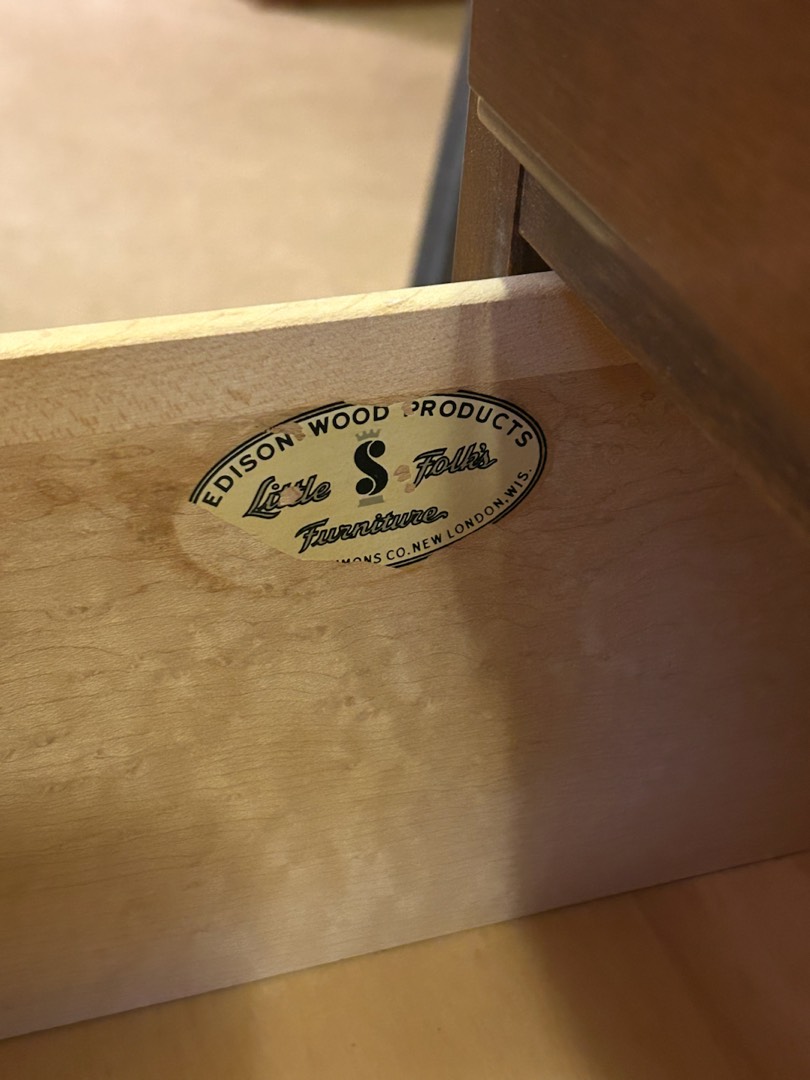 EDISON WOOD PRODUCTS
Little S Folk's
Furniture
MONS CO. NEW LONDON, WIS.